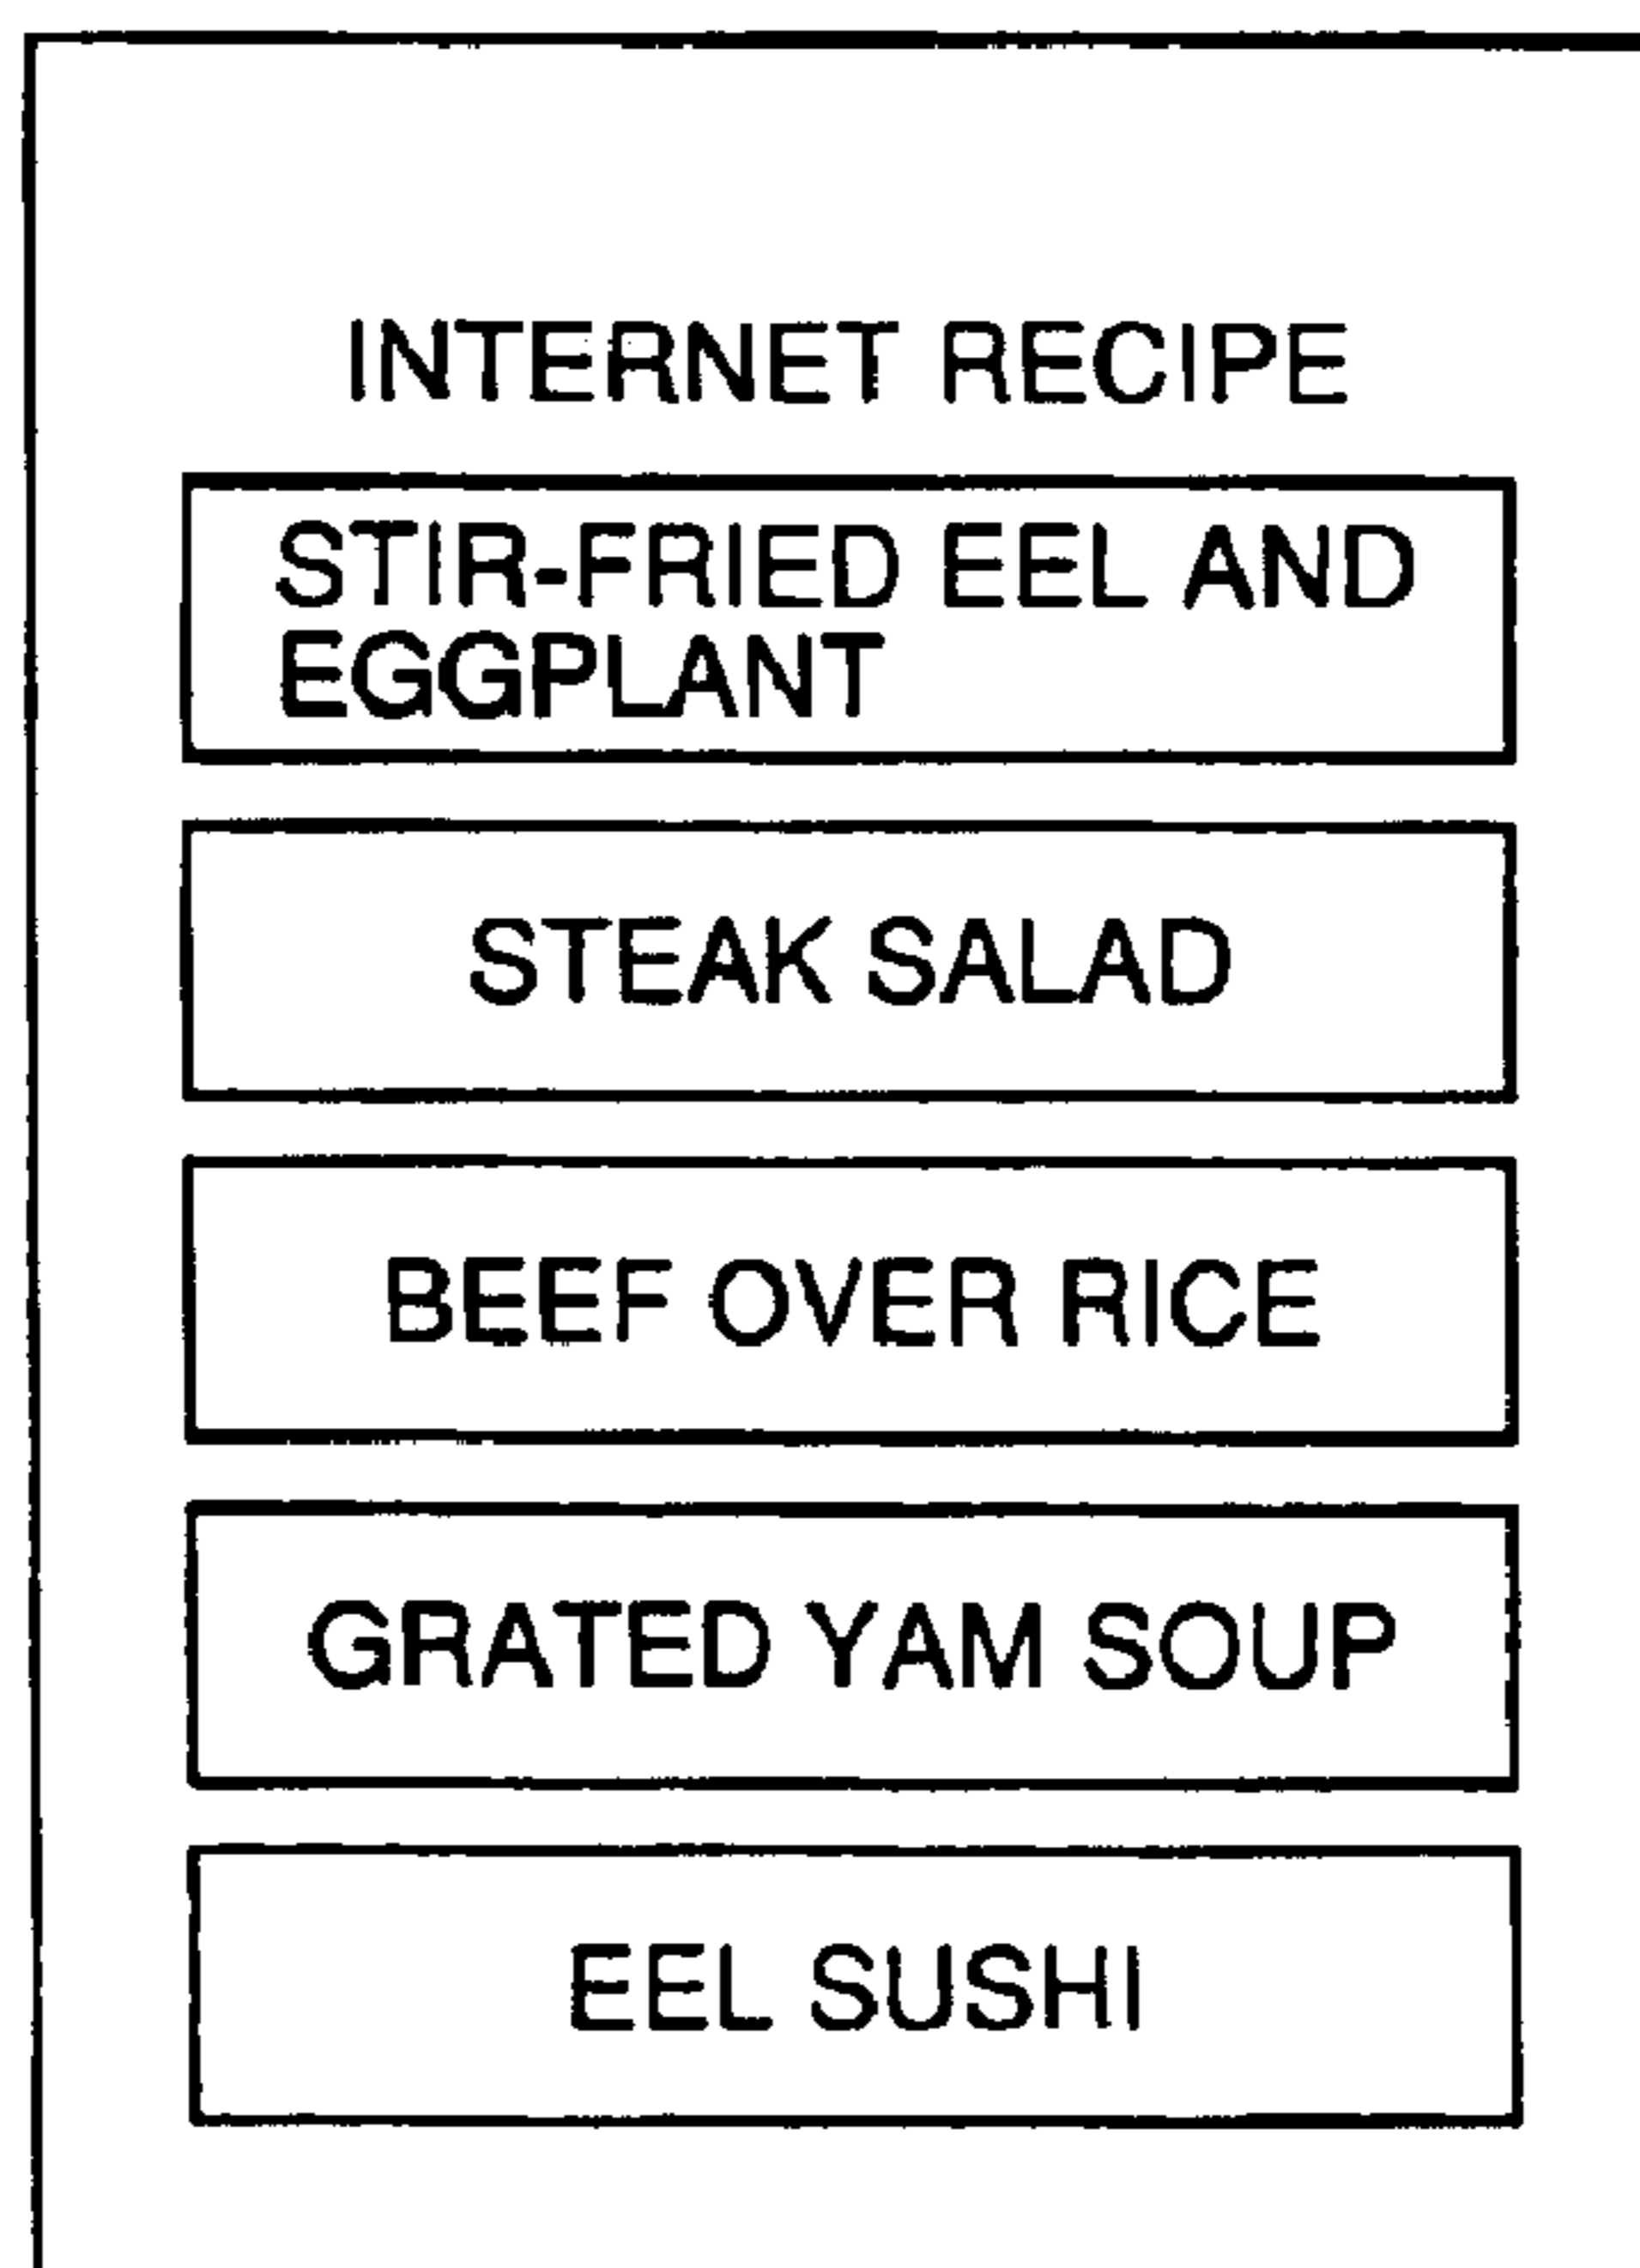 INTERNET RECIPE
STIR-FRIED EEL AND
EGGPLANT
STEAK SALAD
BEEF OVER RICE
GRATED YAM SOUP
EEL SUSHI